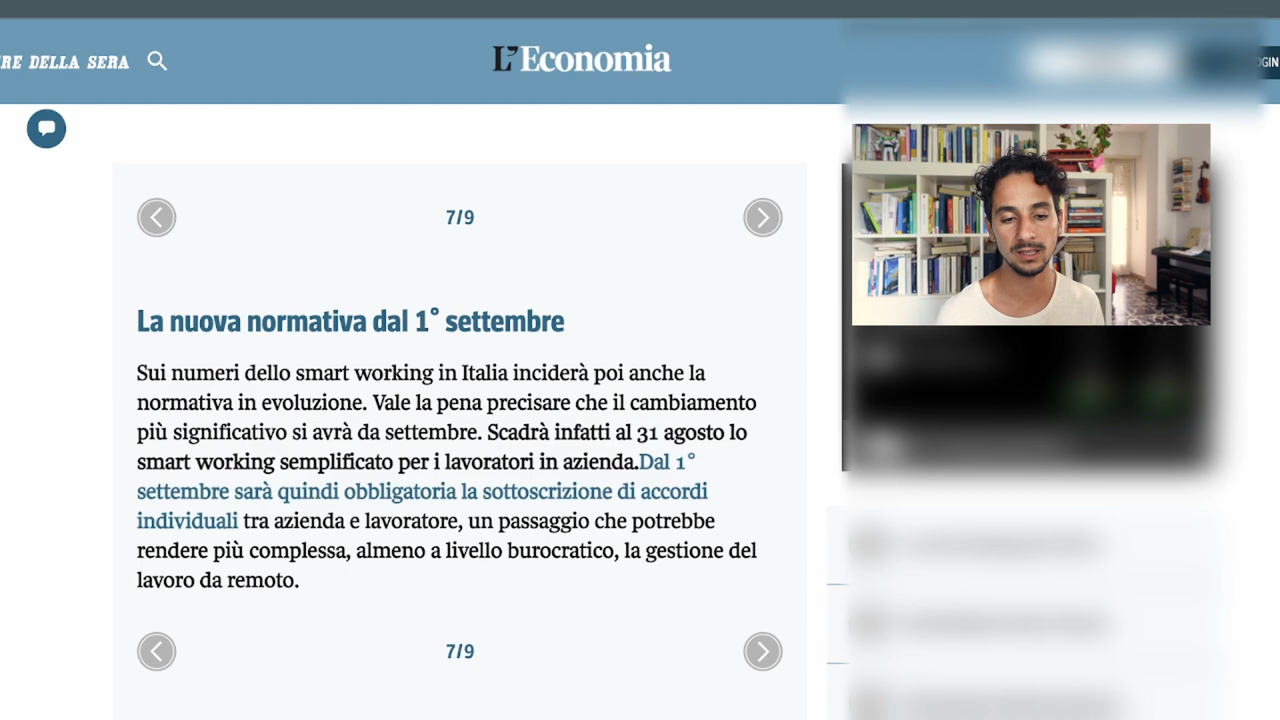 RE DELLA SERA
L'Economia
OGIN
7/9
La nuova normativa dal 1° settembre
Sui numeri dello smart working in Italia inciderà poi anche la
normativa in evoluzione. Vale la pena precisare che il cambiamento
più significativo si avrà da settembre. Scadrà infatti al 31 agosto lo
smart working semplificato per i lavoratori in azienda.Dal 1°
settembre sarà quindi obbligatoria la sottoscrizione di accordi
individuali tra azienda e lavoratore, un passaggio che potrebbe
rendere più complessa, almeno a livello burocratico, la gestione del
lavoro da remoto.
7/9